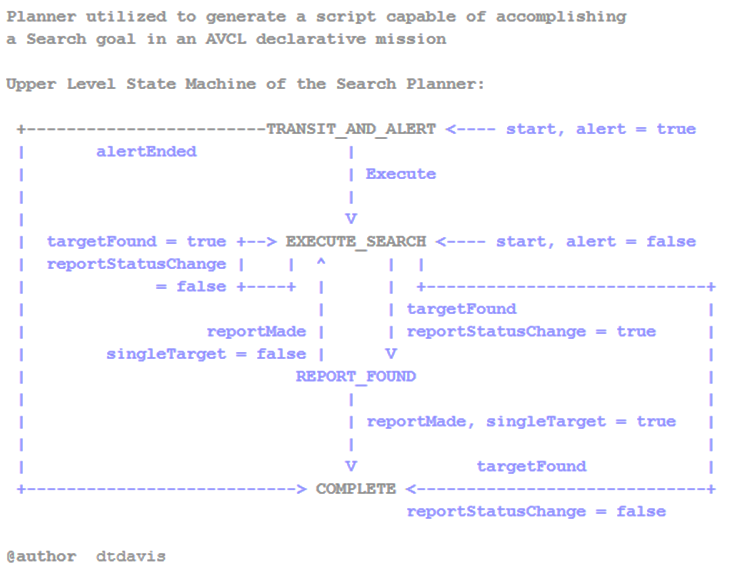 Planner utilized to generate a script capable of accomplishing
a Search goal in an AVCL declarative mission
Upper Level State Machine of the Search Planner:
+------------------------TRANSIT_AND_ALERT <---- start, alert = true
|       alertEnded               |
|                                | Execute
|                                |
|                                V
|  targetFound = true +--> EXECUTE_SEARCH <---- start, alert = false
|  reportStatusChange |    |  ^      |  |
|             = false +----+  |      |  +----------------------------+
|                             |      | targetFound                   |
|                  reportMade |      | reportStatusChange = true     |
|        singleTarget = false |      V                               |
|                           REPORT_FOUND                             |
|                                |                                   |
|                                | reportMade, singleTarget = true   |
|                                |                                   |
|                                V            targetFound            |
+---------------------------> COMPLETE <-----------------------------+
                                       reportStatusChange = false
@author  dtdavis